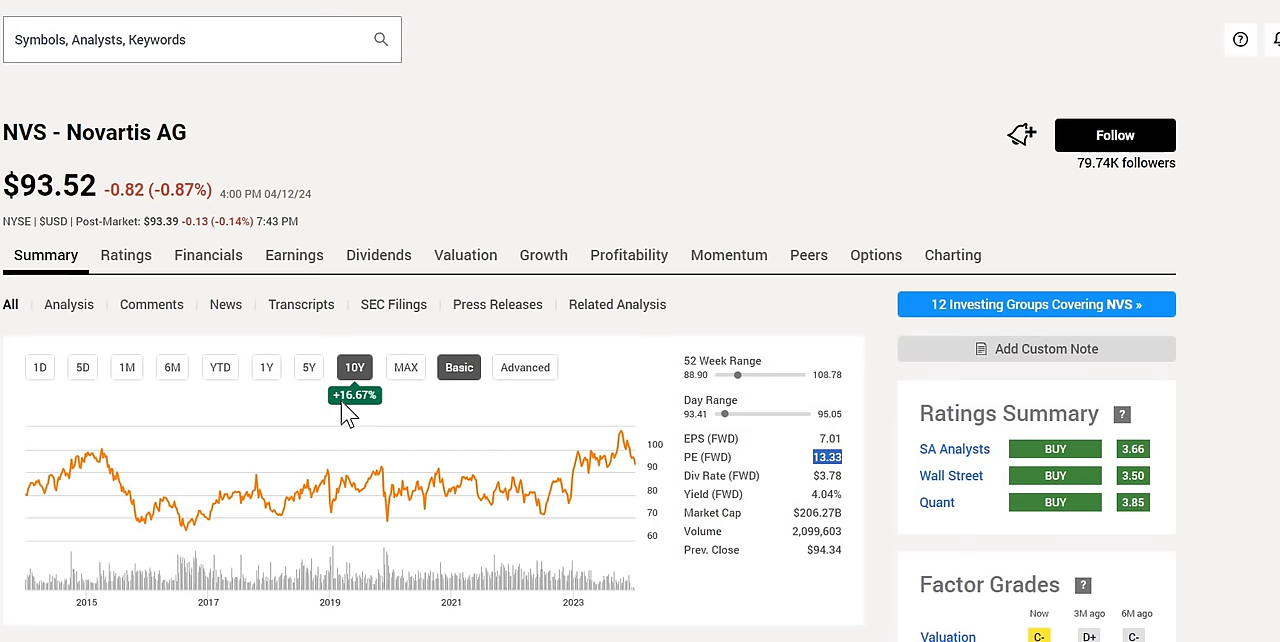 Symbols, Analysts, Keywords
NVS - Novartis AG
Follow
79.74K followers
$93.52 -0.82 (-0.87%) 4:00 PM 04/12/24
NYSE | $USD | Post-Market: $93.39 -0.13 (-0.14%) 7:43 PM
Summary Ratings Financials Earnings Dividends Valuation Growth Profitability Momentum Peers Options Charting
All Analysis Comments News Transcripts SEC Filings Press Releases Related Analysis
12 Investing Groups Covering NVS »
Add Custom Note
1D 5D 1M 6M YTD 1Y 5Y 10Y MAX Basic Advanced
+16.67%
100
90
80
70
60
2015 2017 2019 2021 2023
52 Week Range
88.90 108.78
Day Range
93.41 95.05
EPS (FWD) 7.01
PE (FWD) 13.33
Div Rate (FWD) $3.78
Yield (FWD) 4.04%
Market Cap $206.27B
Volume 2,099,603
Prev. Close $94.34
Ratings Summary ?
SA Analysts BUY 3.66
Wall Street BUY 3.50
Quant BUY 3.85
Factor Grades ?
Now 3M ago 6M ago
Valuation C- D+ C-